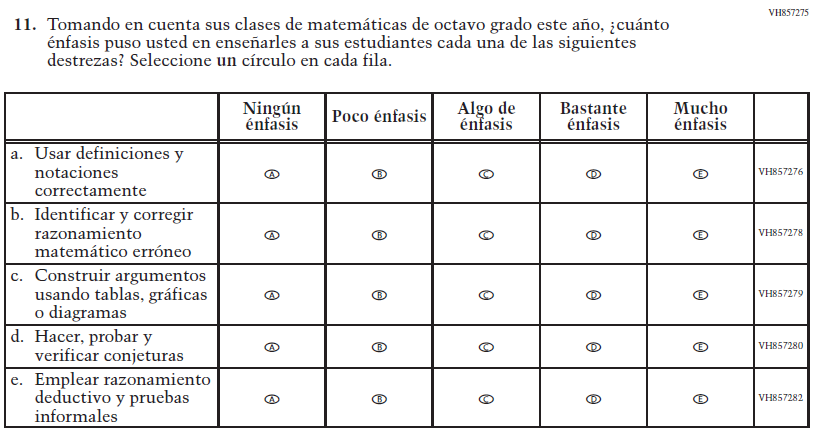 VH857275
11. Tomando en cuenta sus clases de matemáticas de octavo grado este año, ¿cuánto
énfasis puso usted en enseñarles a sus estudiantes cada una de las siguientes
destrezas? Seleccione un círculo en cada fila.
Ningún énfasis Poco énfasis Algo de énfasis Bastante énfasis Mucho énfasis
a. Usar definiciones y
notaciones
correctamente
A B C D E VH857276
b. Identificar y corregir
razonamiento
matemático erróneo
A B C D E VH857278
c. Construir argumentos
usando tablas, gráficas
o diagramas
A B C D E VH857279
d. Hacer, probar y
verificar conjeturas
A B C D E VH857280
e. Emplear razonamiento
deductivo y pruebas
informales
A B C D E VH857282